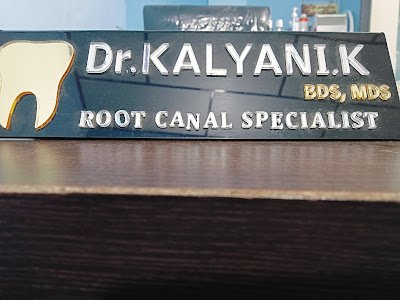 Dr.KALYANI.K
BDS, MDS
ROOT CANAL SPECIALIST